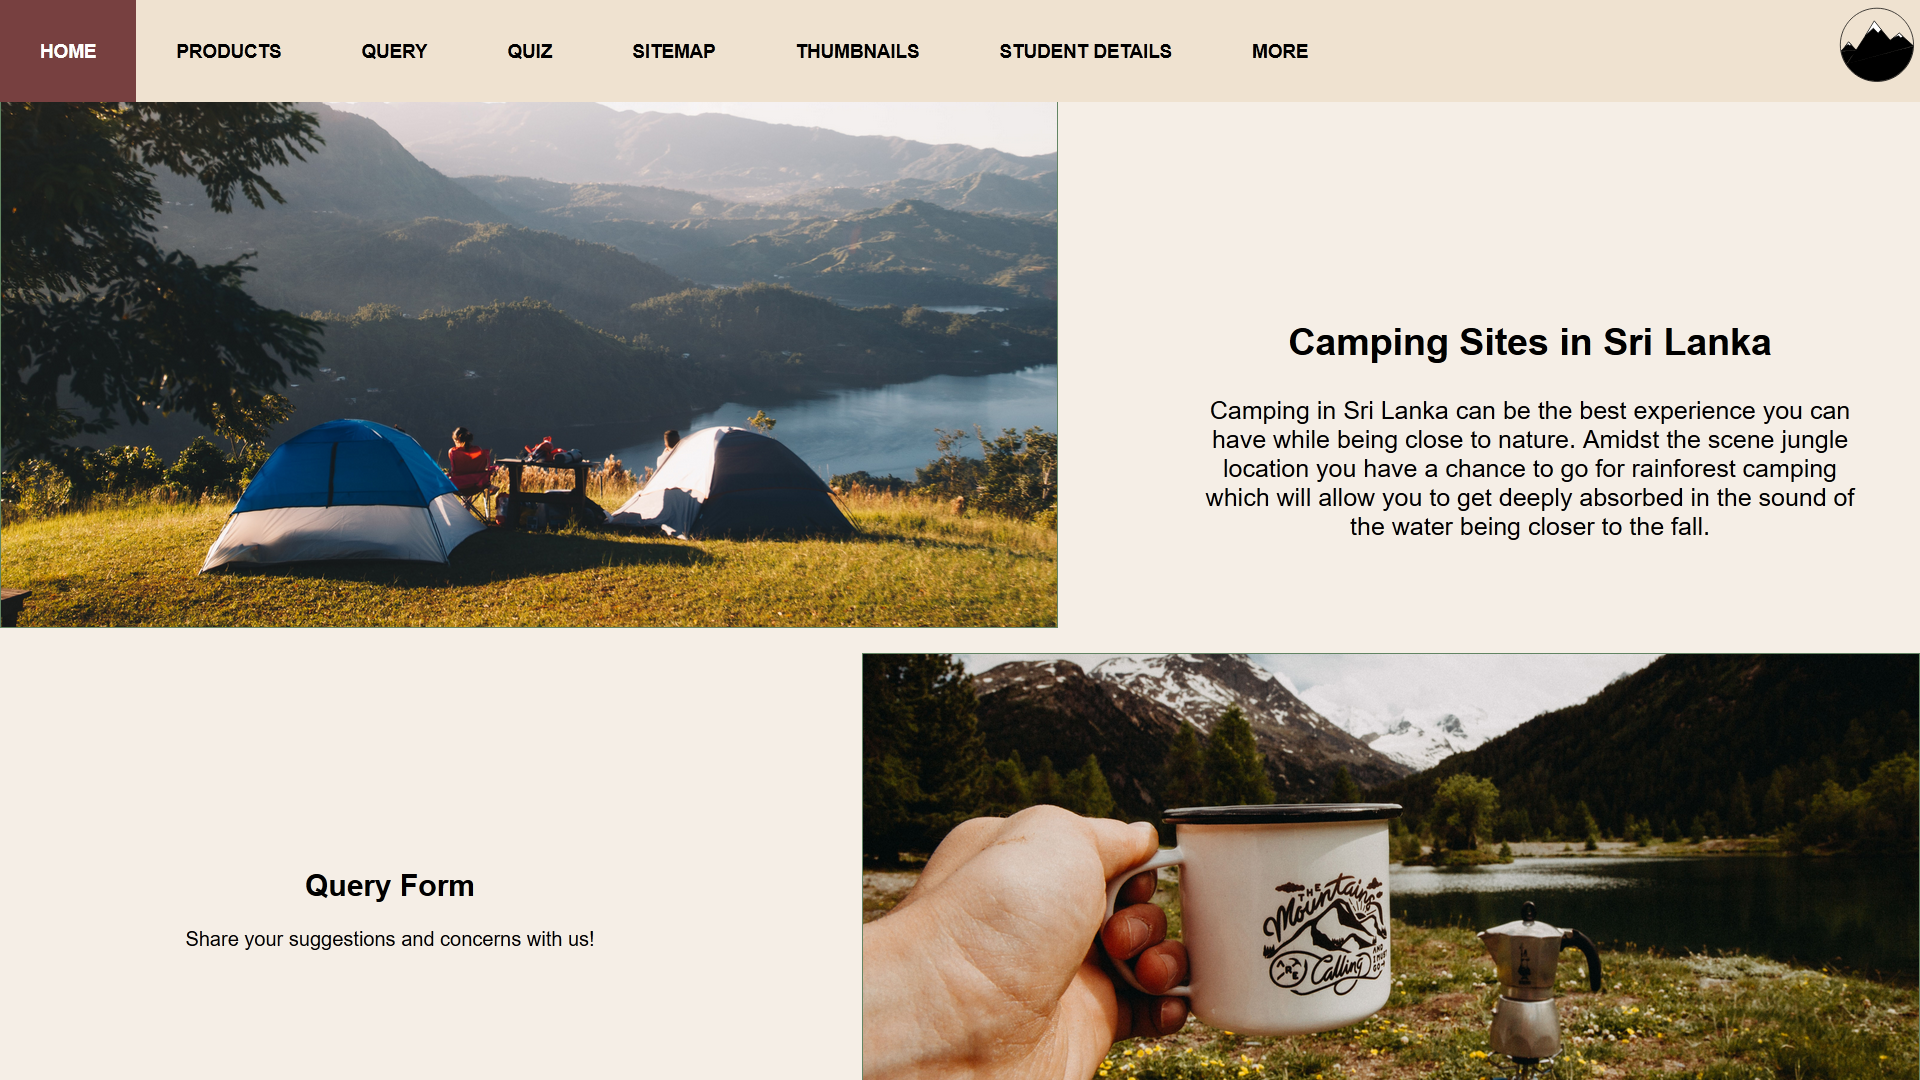 HOME PRODUCTS QUERY QUIZ SITEMAP THUMBNAILS STUDENT DETAILS MORE
Camping Sites in Sri Lanka
Camping in Sri Lanka can be the best experience you can
have while being close to nature. Amidst the scene jungle
location you have a chance to go for rainforest camping
which will allow you to get deeply absorbed in the sound of
the water being closer to the fall.
Query Form
Share your suggestions and concerns with us!
THE
Mountains
ARE
Calling
AND
I MUST
GO